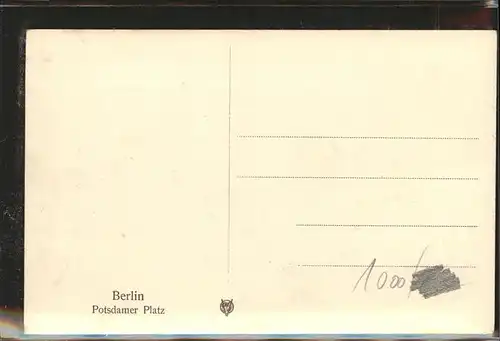 Berlin
Potsdamer Platz
1000/